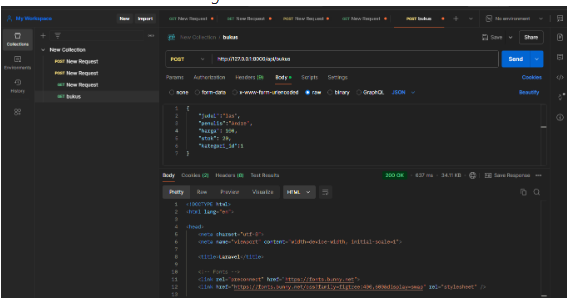 My Workspace
New Import
GET New Request
GET New Request
POST New Request
GET New Request
POST bukus
No environment
Collections
Environments
History
New Collection
POST New Request
POST New Request
GET New Request
GET bukus
New Collection / bukus
Save
Share
POST
http://127.0.0.1:8000/api/bukus
Send
Params Authorization Headers (9) Body Scripts Settings
Cookies
none form-data x-www-form-urlencoded raw binary GraphQL JSON
Beautify
1 {
2
3
4 "harga": 100,
5 "stok": 20,
6 "kategori_id":1
7 }
Body Cookies (2) Headers (8) Test Results
200 OK 637 ms 34.11 KB
Save Response
Pretty Raw Preview Visualize HTML
1 <!DOCTYPE html>
2 <html lang="en">
3
4 <head>
5 <meta charset="utf-8">
6 <meta name="viewport" content="width=device-width, initial-scale=1">
7
8 <title>Laravel</title>
9
10 <!-- Fonts -->
11 <link rel="preconnect" href="https://fonts.bunny.net">
12 <link href="https://fonts.bunny.net/css?family=figtree:400,600&display=swap" rel="stylesheet" />
13